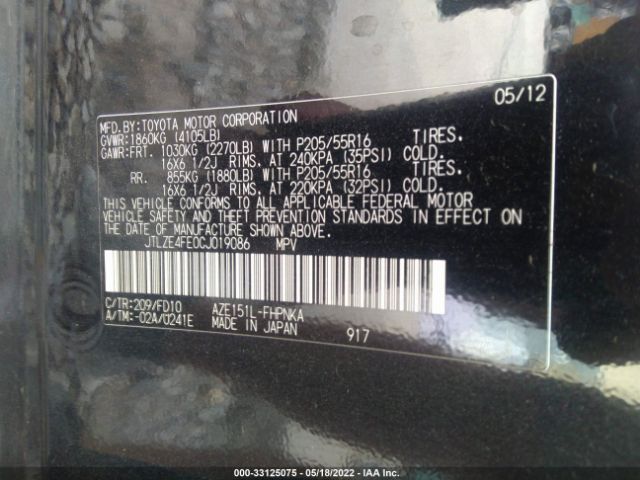 MFD. BY: TOYOTA MOTOR CORPORATION 05/12
GVWR: 1860KG (4105LB)
GAWR: FRT. 1030KG (2270LB) WITH P205/55R16 TIRES.
16X6 1/2J RIMS. AT 240KPA (35PSI) COLD.
RR. 855KG (1880LB) WITH P205/55R16 TIRES.
16X6 1/2J RIMS. AT 220KPA (32PSI) COLD.
THIS VEHICLE CONFORMS TO ALL APPLICABLE FEDERAL MOTOR
VEHICLE SAFETY AND THEFT PREVENTION STANDARDS IN EFFECT ON
THE DATE OF MANUFACTURE SHOWN ABOVE.
JTLZE4FE0CJ019086 MPV
C/TR: 209/FD10 AZE151L-FHPNKA
A/TM: -02A/U241E MADE IN JAPAN 917
000-33125075 - 05/18/2022 - IAA Inc.